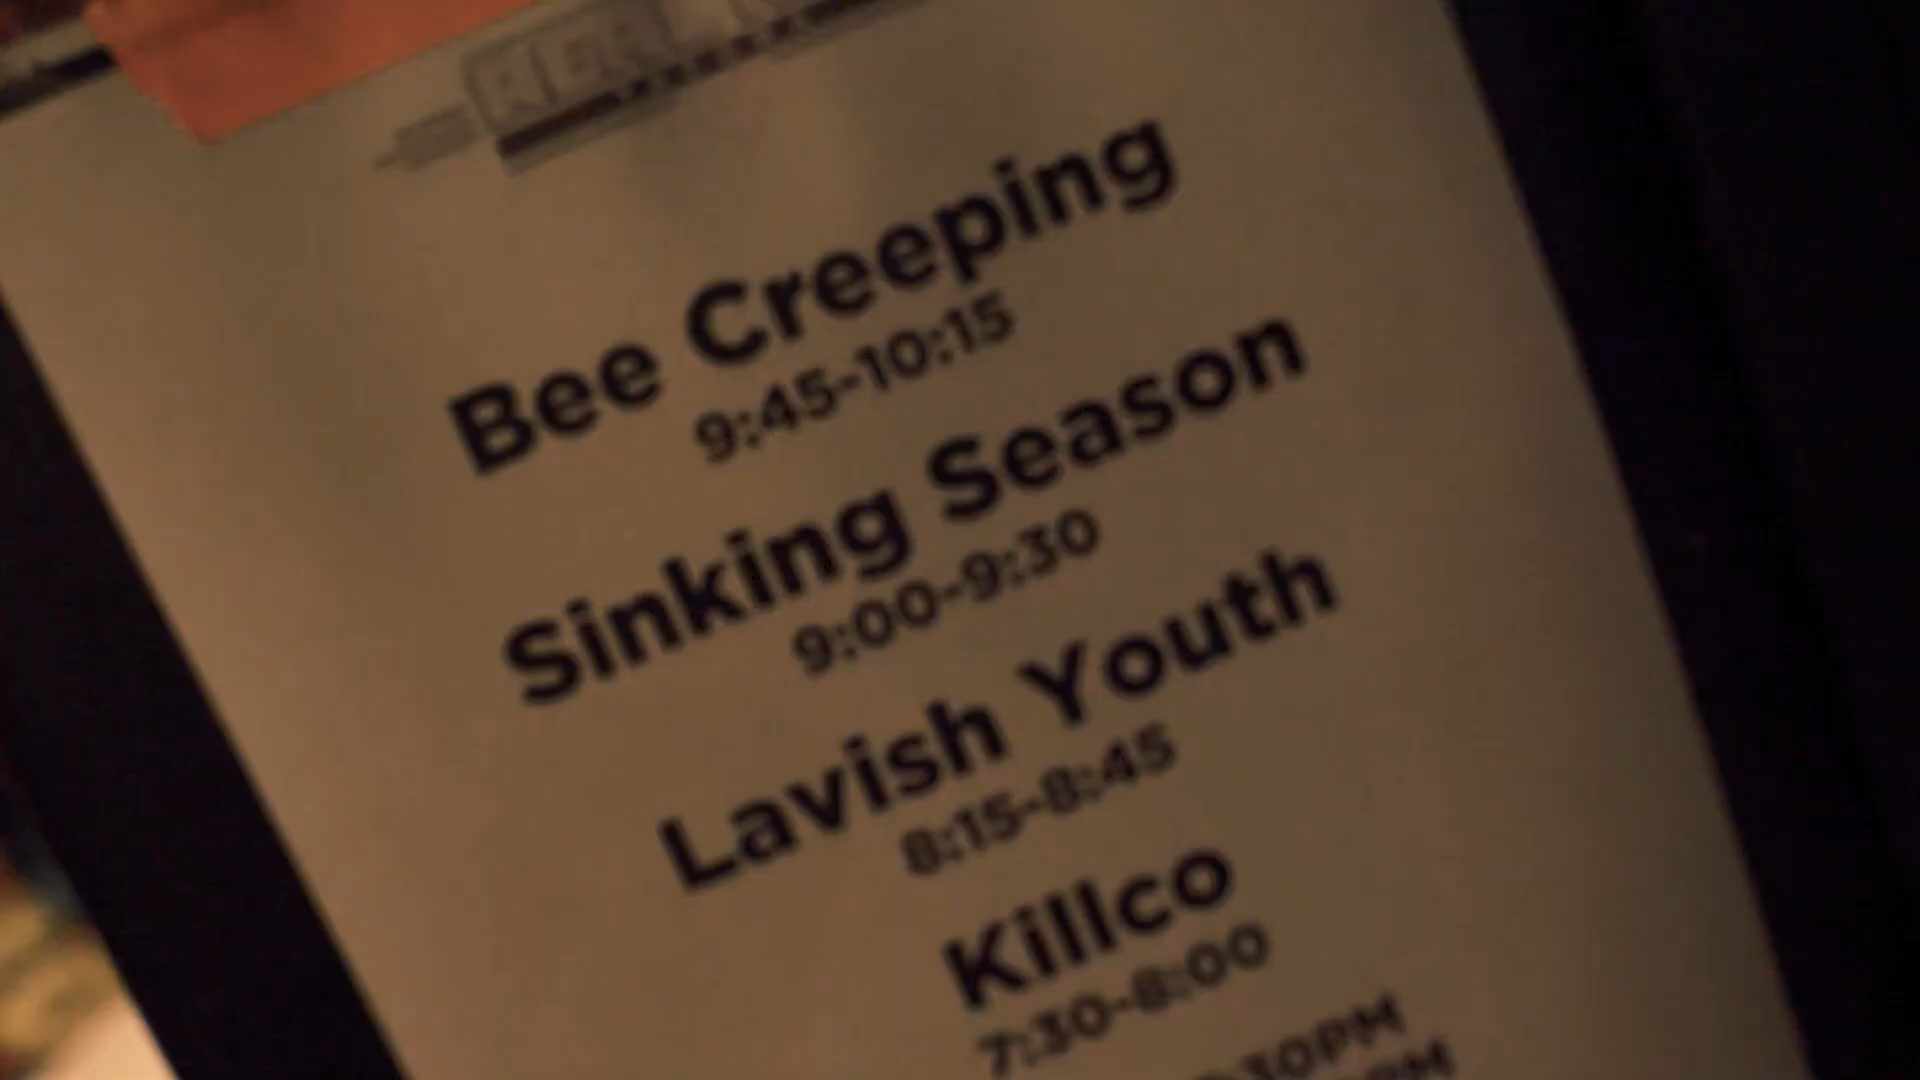 Bee Creeping
9:45-10:15
Sinking Season
9:00-9:30
Lavish Youth
8:15-8:45
Killco
7:30-8:00